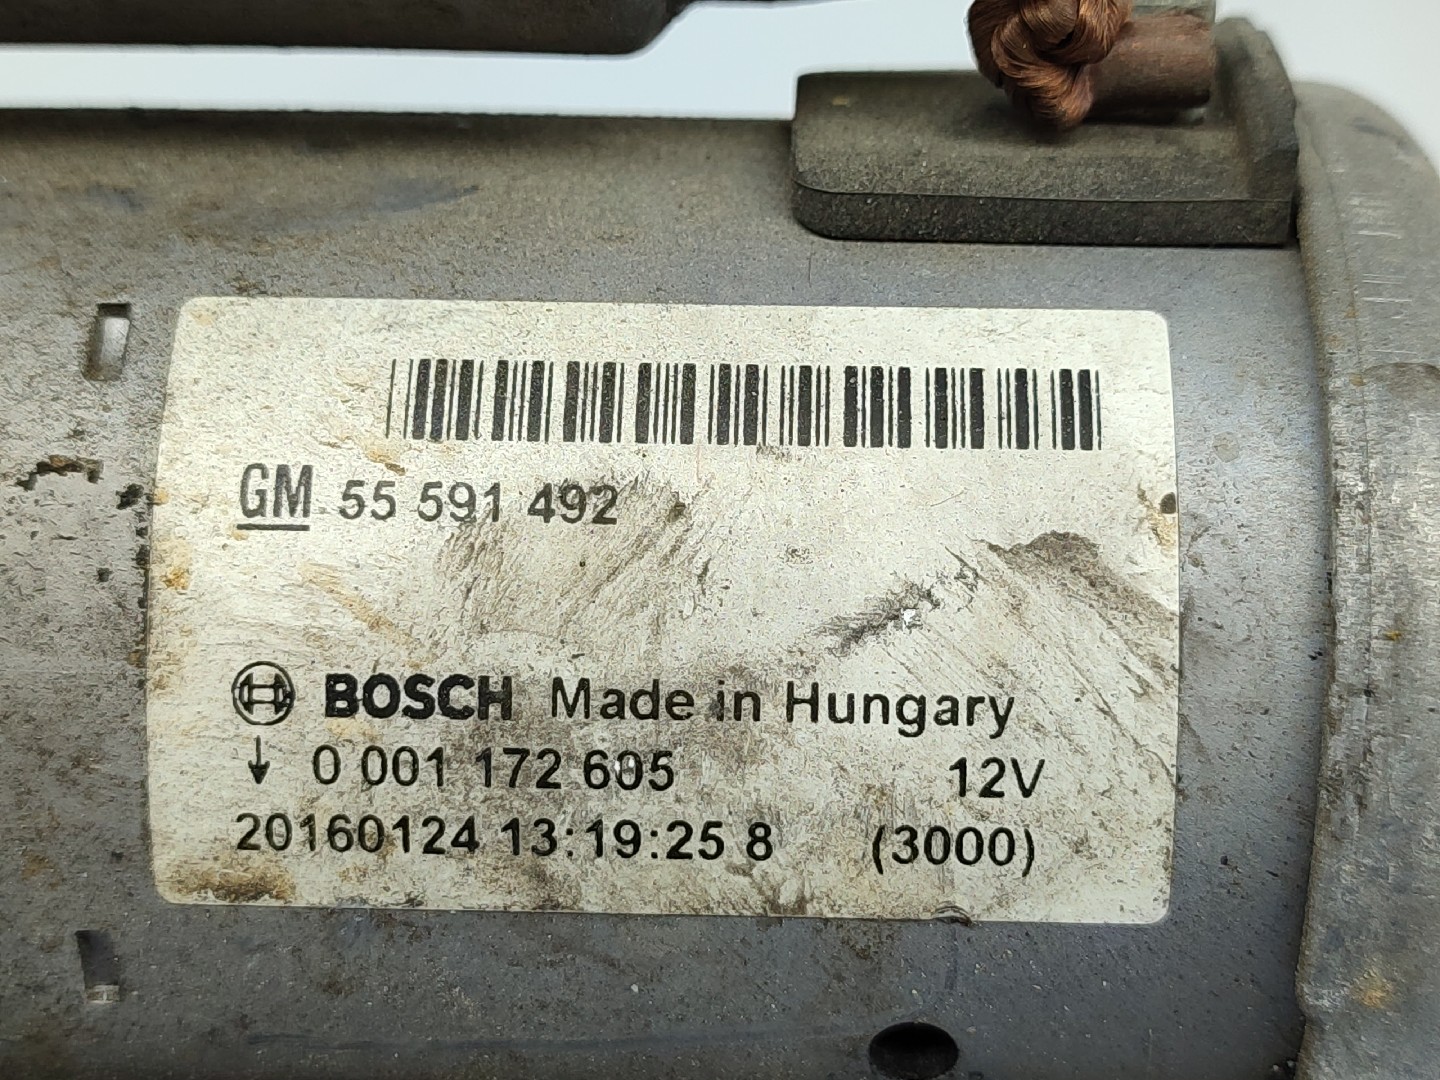 GM 55 591 492
BOSCH Made in Hungary
↓ 0 001 172 605 12V
20160124 13:19:25 8 (3000)